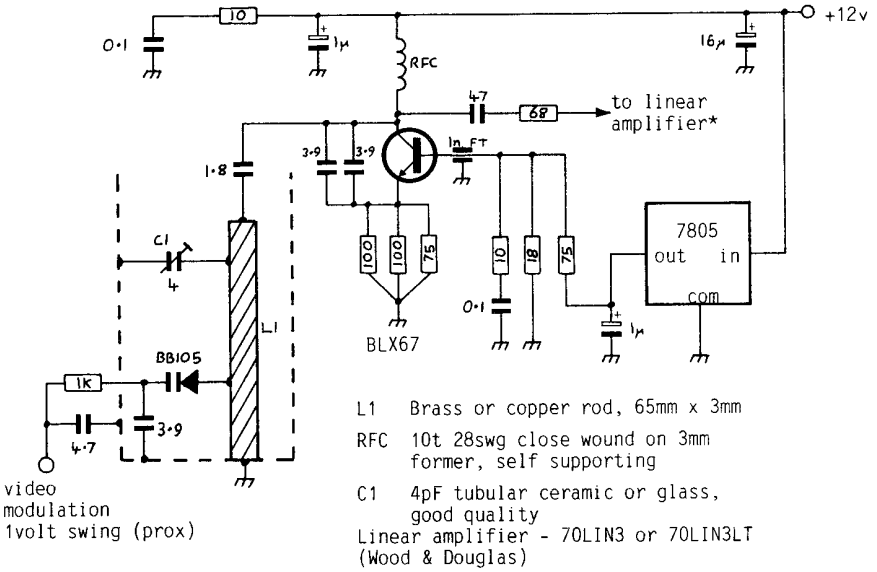 10
+12v
0·1
+
1µ
RFC
16µ
+
47
68
to linear
amplifier*
1n FT
3·9
3·9
1·8
C1
4
100
100
75
10
18
75
7805
out in
com
0·1
+
1µ
BLX67
L1
BB105
1K
3·9
4·7
video
modulation
1volt swing (prox)
L1 Brass or copper rod, 65mm x 3mm
RFC 10t 28swg close wound on 3mm
former, self supporting
C1 4pF tubular ceramic or glass,
good quality
Linear amplifier - 70LIN3 or 70LIN3LT
(Wood & Douglas)